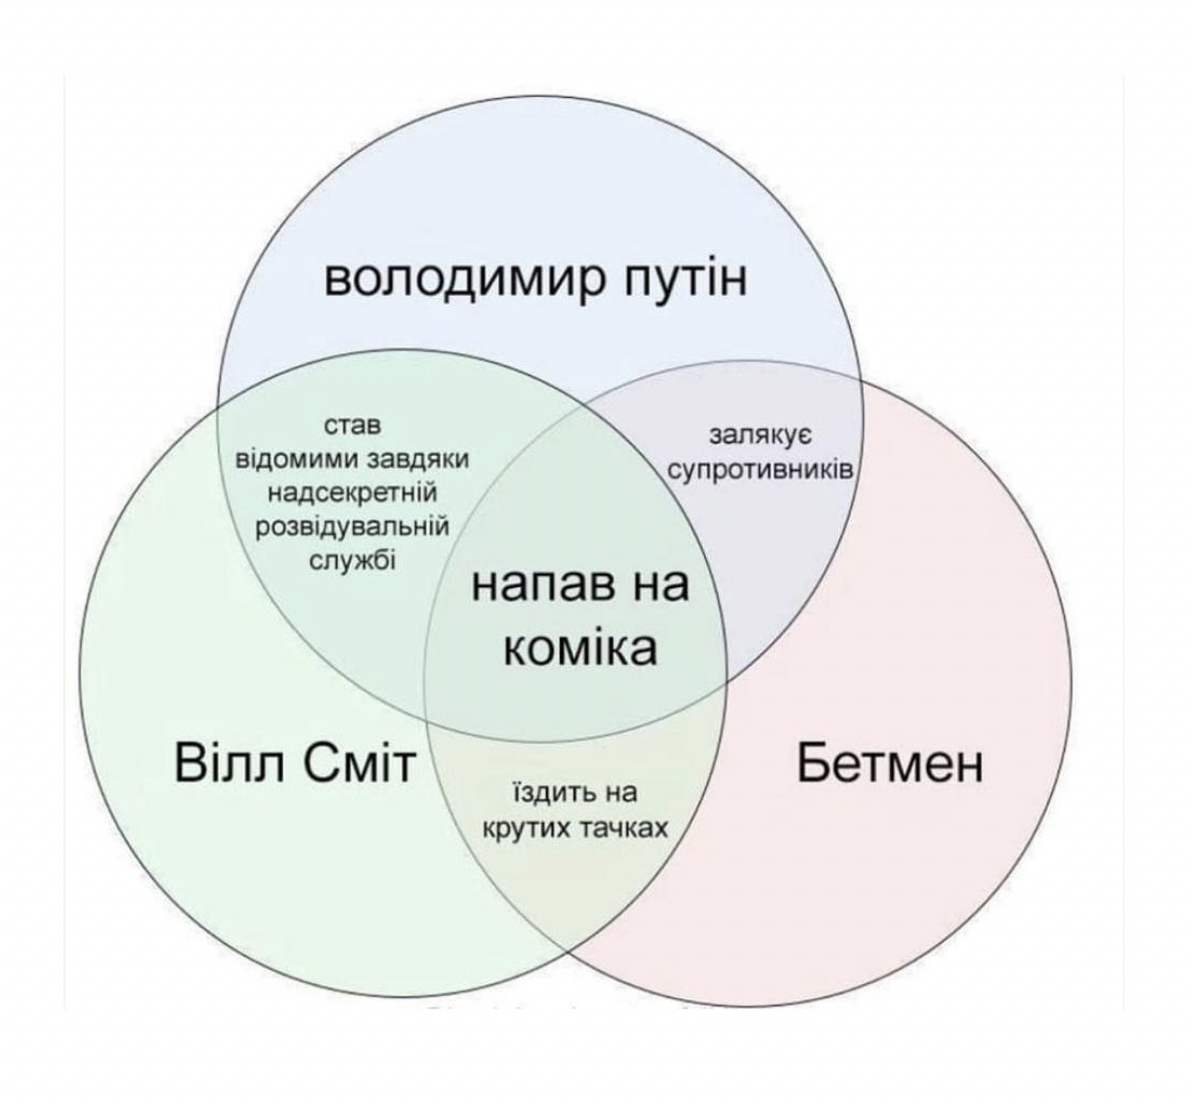 володимир путін
став
відомими завдяки
надсекретній
розвідувальній
службі
залякує
супротивників
напав на
коміка
Вілл Сміт
Бетмен
їздить на
крутих тачках